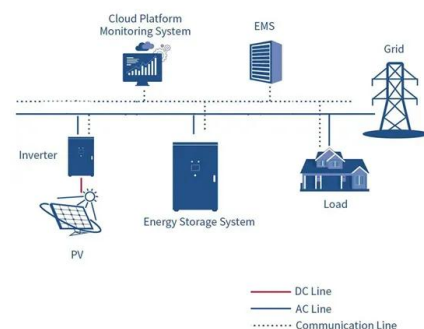 Cloud Platform
Monitoring System
EMS
Grid
Inverter
Energy Storage System
Load
PV
DC Line
AC Line
Communication Line